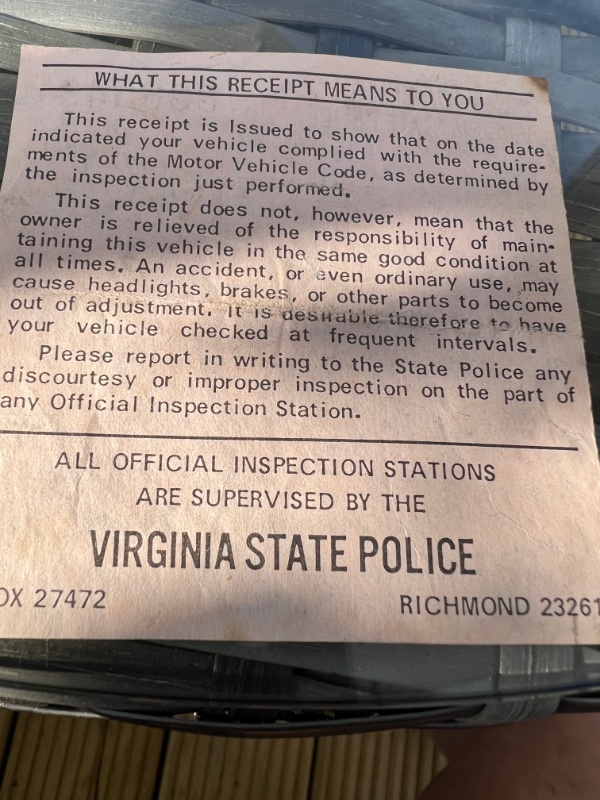 WHAT THIS RECEIPT MEANS TO YOU
This receipt is Issued to show that on the date
indicated your vehicle complied with the require-
ments of the Motor Vehicle Code, as determined by
the inspection just performed.
This receipt does not, however, mean that the
owner is relieved of the responsibility of main-
taining this vehicle in the same good condition at
all times. An accident, or even ordinary use, may
cause headlights, brakes, or other parts to become
out of adjustment. It is desirable therefore to have
your vehicle checked at frequent intervals.
Please report in writing to the State Police any
discourtesy or improper inspection on the part of
any Official Inspection Station.
ALL OFFICIAL INSPECTION STATIONS
ARE SUPERVISED BY THE
VIRGINIA STATE POLICE
OX 27472 RICHMOND 23261